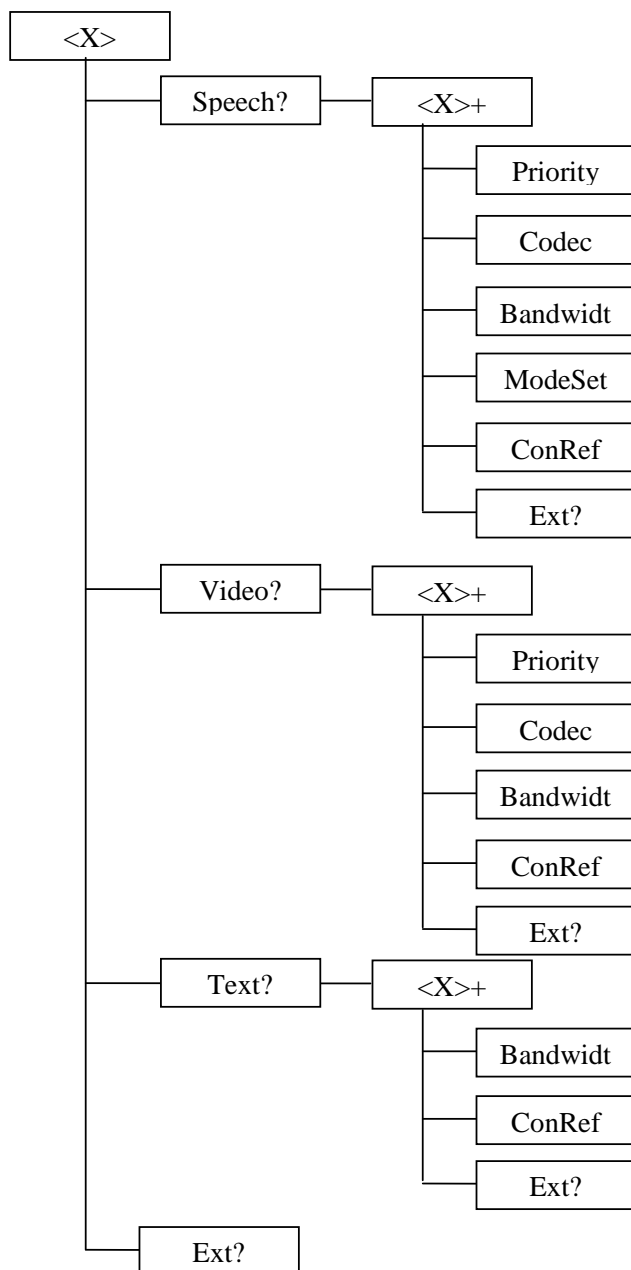 <X>
Speech? <X>+
Priority
Codec
Bandwidt
ModeSet
ConRef
Ext?
Video? <X>+
Priority
Codec
Bandwidt
ConRef
Ext?
Text? <X>+
Bandwidt
ConRef
Ext?
Ext?